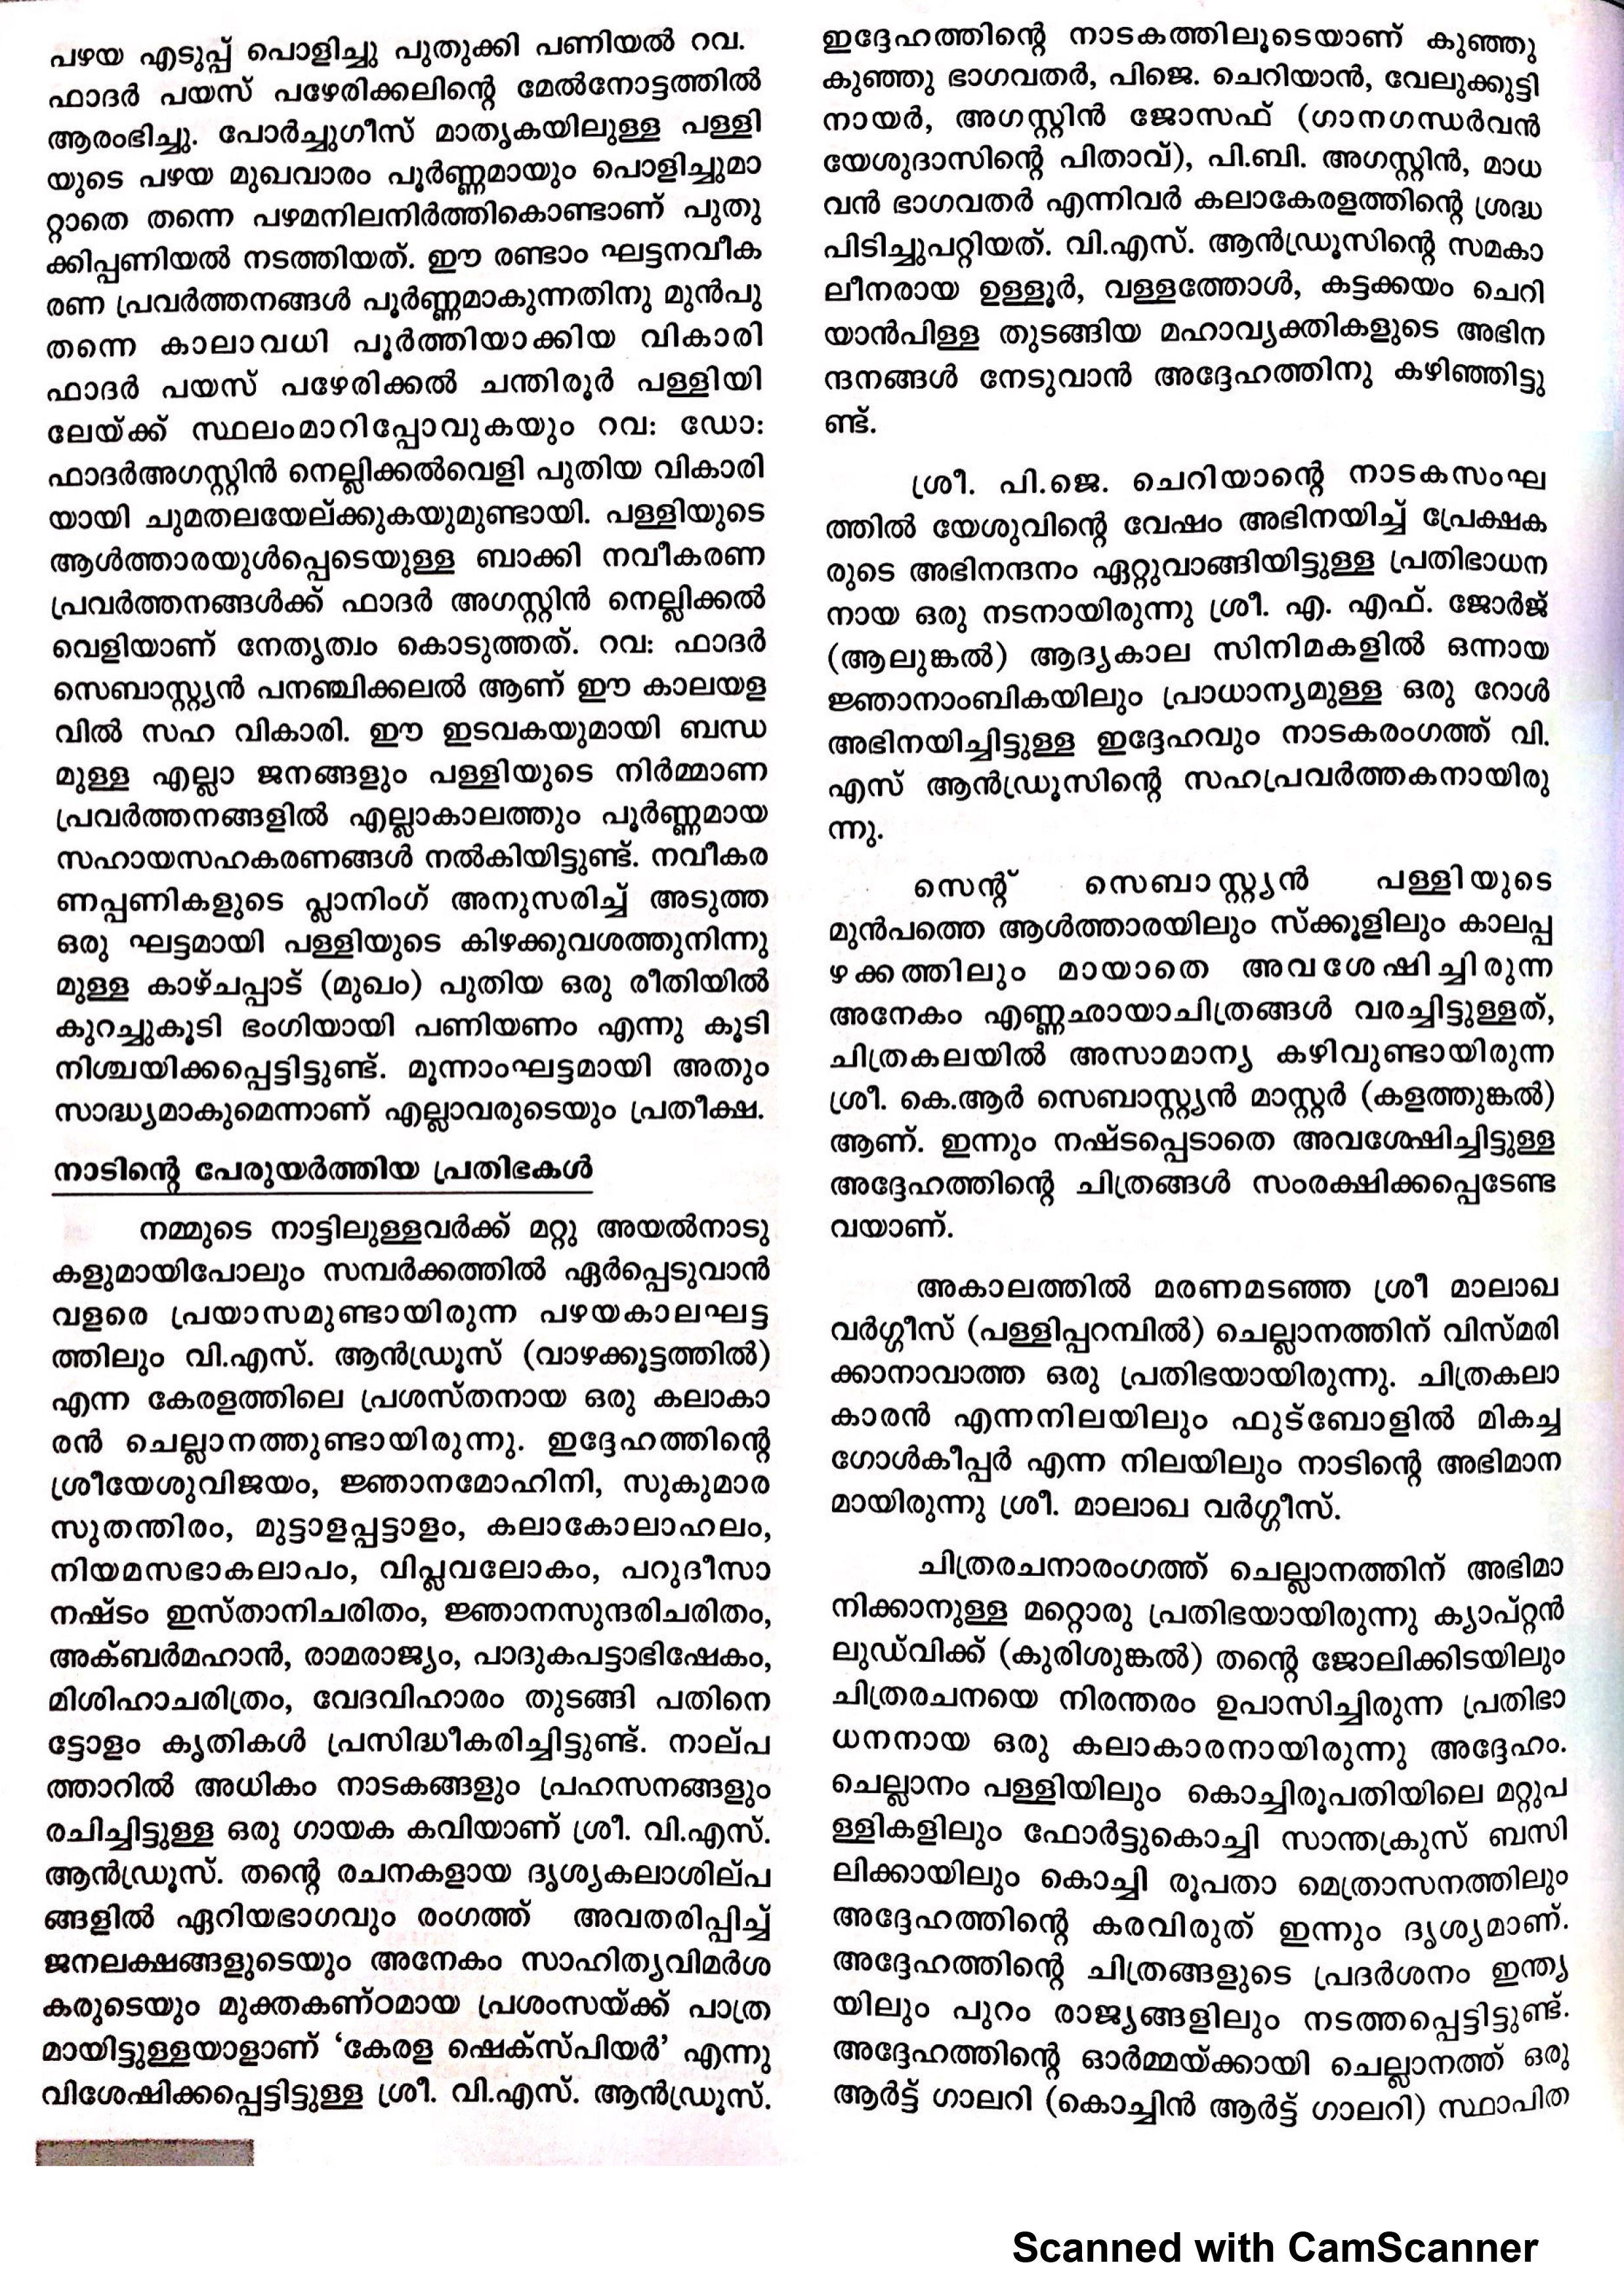 പഴയ എടുപ്പ് പൊളിച്ചു പുതുക്കി പണിയൽ റവ.
ഫാദർ പയസ് പഴേരിക്കലിന്റെ മേൽനോട്ടത്തിൽ
ആരംഭിച്ചു. പോർച്ചുഗീസ് മാതൃകയിലുള്ള പള്ളി
യുടെ പഴയ മുഖവാരം പൂർണ്ണമായും പൊളിച്ചുമാ
റ്റാതെ തന്നെ പഴമനിലനിർത്തികൊണ്ടാണ് പുതു
ക്കിപ്പണിയൽ നടത്തിയത്. ഈ രണ്ടാം ഘട്ടനവീക
രണ പ്രവർത്തനങ്ങൾ പൂർണ്ണമാകുന്നതിനു മുൻപു
തന്നെ കാലാവധി പൂർത്തിയാക്കിയ വികാരി
ഫാദർ പയസ് പഴേരിക്കൽ ചന്തിരൂർ പള്ളിയി
ലേയ്ക്ക് സ്ഥലംമാറിപ്പോവുകയും റവ: ഡോ:
ഫാദർഅഗസ്റ്റിൻ നെല്ലിക്കൽവെളി പുതിയ വികാരി
യായി ചുമതലയേല്ക്കുകയുമുണ്ടായി. പള്ളിയുടെ
ആൾത്താരയുൾപ്പെടെയുള്ള ബാക്കി നവീകരണ
പ്രവർത്തനങ്ങൾക്ക് ഫാദർ അഗസ്റ്റിൻ നെല്ലിക്കൽ
വെളിയാണ് നേതൃത്വം കൊടുത്തത്. റവ: ഫാദർ
സെബാസ്റ്റ്യൻ പനഞ്ചിക്കലൽ ആണ് ഈ കാലയള
വിൽ സഹ വികാരി. ഈ ഇടവകയുമായി ബന്ധ
മുള്ള എല്ലാ ജനങ്ങളും പള്ളിയുടെ നിർമ്മാണ
പ്രവർത്തനങ്ങളിൽ എല്ലാകാലത്തും പൂർണ്ണമായ
സഹായസഹകരണങ്ങൾ നൽകിയിട്ടുണ്ട്. നവീകര
ണപ്പണികളുടെ പ്ലാനിംഗ് അനുസരിച്ച് അടുത്ത
ഒരു ഘട്ടമായി പള്ളിയുടെ കിഴക്കുവശത്തുനിന്നു
മുള്ള കാഴ്ചപ്പാട് (മുഖം) പുതിയ ഒരു രീതിയിൽ
കുറച്ചുകൂടി ഭംഗിയായി പണിയണം എന്നു കൂടി
നിശ്ചയിക്കപ്പെട്ടിട്ടുണ്ട്. മൂന്നാംഘട്ടമായി അതും
സാദ്ധ്യമാകുമെന്നാണ് എല്ലാവരുടെയും പ്രതീക്ഷ.
നാടിന്റെ പേരുയർത്തിയ പ്രതിഭകൾ
നമ്മുടെ നാട്ടിലുള്ളവർക്ക് മറ്റു അയൽനാടു
കളുമായിപോലും സമ്പർക്കത്തിൽ ഏർപ്പെടുവാൻ
വളരെ പ്രയാസമുണ്ടായിരുന്ന പഴയകാലഘട്ട
ത്തിലും വി.എസ്. ആൻഡ്രൂസ് (വാഴക്കൂട്ടത്തിൽ)
എന്ന കേരളത്തിലെ പ്രശസ്തനായ ഒരു കലാകാ
രൻ ചെല്ലാനത്തുണ്ടായിരുന്നു. ഇദ്ദേഹത്തിന്റെ
ശ്രീയേശുവിജയം, ജ്ഞാനമോഹിനി, സുകുമാര
സുതന്തിരം, മുട്ടാളപ്പട്ടാളം, കലാകോലാഹലം,
നിയമസഭാകലാപം, വിപ്ലവലോകം, പറുദീസാ
നഷ്ടം ഇസ്താനിചരിതം, ജ്ഞാനസുന്ദരിചരിതം,
അക്ബർമഹാൻ, രാമരാജ്യം, പാദുകപട്ടാഭിഷേകം,
മിശിഹാചരിത്രം, വേദവിഹാരം തുടങ്ങി പതിനെ
ട്ടോളം കൃതികൾ പ്രസിദ്ധീകരിച്ചിട്ടുണ്ട്. നാല്പ
ത്താറിൽ അധികം നാടകങ്ങളും പ്രഹസനങ്ങളും
രചിച്ചിട്ടുള്ള ഒരു ഗായക കവിയാണ് ശ്രീ. വി.എസ്.
ആൻഡ്രൂസ്. തന്റെ രചനകളായ ദൃശ്യകലാശില്പ
ങ്ങളിൽ ഏറിയഭാഗവും രംഗത്ത് അവതരിപ്പിച്ച്
ജനലക്ഷങ്ങളുടെയും അനേകം സാഹിത്യവിമർശ
കരുടെയും മുക്തകണ്ഠമായ പ്രശംസയ്ക്ക് പാത്ര
മായിട്ടുള്ളയാളാണ് ‘കേരള ഷെക്സ്പിയർ’ എന്നു
വിശേഷിക്കപ്പെട്ടിട്ടുള്ള ശ്രീ. വി.എസ്. ആൻഡ്രൂസ്.
ഇദ്ദേഹത്തിന്റെ നാടകത്തിലൂടെയാണ് കുഞ്ഞു
കുഞ്ഞു ഭാഗവതർ, പിജെ. ചെറിയാൻ, വേലുക്കുട്ടി
നായർ, അഗസ്റ്റിൻ ജോസഫ് (ഗാനഗന്ധർവൻ
യേശുദാസിന്റെ പിതാവ്), പി.ബി. അഗസ്റ്റിൻ, മാധ
വൻ ഭാഗവതർ എന്നിവർ കലാകേരളത്തിന്റെ ശ്രദ്ധ
പിടിച്ചുപറ്റിയത്. വി.എസ്. ആൻഡ്രൂസിന്റെ സമകാ
ലീനരായ ഉള്ളൂർ, വള്ളത്തോൾ, കട്ടക്കയം ചെറി
യാൻപിള്ള തുടങ്ങിയ മഹാവ്യക്തികളുടെ അഭിന
ന്ദനങ്ങൾ നേടുവാൻ അദ്ദേഹത്തിനു കഴിഞ്ഞിട്ടു
ണ്ട്.
ശ്രീ. പി.ജെ. ചെറിയാന്റെ നാടകസംഘ
ത്തിൽ യേശുവിന്റെ വേഷം അഭിനയിച്ച് പ്രേക്ഷക
രുടെ അഭിനന്ദനം ഏറ്റുവാങ്ങിയിട്ടുള്ള പ്രതിഭാധന
നായ ഒരു നടനായിരുന്നു ശ്രീ. എ. എഫ്. ജോർജ്
(ആലുങ്കൽ) ആദ്യകാല സിനിമകളിൽ ഒന്നായ
ജ്ഞാനാംബികയിലും പ്രാധാന്യമുള്ള ഒരു റോൾ
അഭിനയിച്ചിട്ടുള്ള ഇദ്ദേഹവും നാടകരംഗത്ത് വി.
എസ് ആൻഡ്രൂസിന്റെ സഹപ്രവർത്തകനായിരു
ന്നു.
സെന്റ് സെബാസ്റ്റ്യൻ പള്ളിയുടെ
മുൻപത്തെ ആൾത്താരയിലും സ്ക്കൂളിലും കാലപ്പ
ഴക്കത്തിലും മായാതെ അവശേഷിച്ചിരുന്ന
അനേകം എണ്ണഛായാചിത്രങ്ങൾ വരച്ചിട്ടുള്ളത്,
ചിത്രകലയിൽ അസാമാന്യ കഴിവുണ്ടായിരുന്ന
ശ്രീ. കെ.ആർ സെബാസ്റ്റ്യൻ മാസ്റ്റർ (കളത്തുങ്കൽ)
ആണ്. ഇന്നും നഷ്ടപ്പെടാതെ അവശേഷിച്ചിട്ടുള്ള
അദ്ദേഹത്തിന്റെ ചിത്രങ്ങൾ സംരക്ഷിക്കപ്പെടേണ്ട
വയാണ്.
അകാലത്തിൽ മരണമടഞ്ഞ ശ്രീ മാലാഖ
വർഗ്ഗീസ് (പള്ളിപ്പറമ്പിൽ) ചെല്ലാനത്തിന് വിസ്മരി
ക്കാനാവാത്ത ഒരു പ്രതിഭയായിരുന്നു. ചിത്രകലാ
കാരൻ എന്നനിലയിലും ഫുട്ബോളിൽ മികച്ച
ഗോൾകീപ്പർ എന്ന നിലയിലും നാടിന്റെ അഭിമാന
മായിരുന്നു ശ്രീ. മാലാഖ വർഗ്ഗീസ്.
ചിത്രരചനാരംഗത്ത് ചെല്ലാനത്തിന് അഭിമാ
നിക്കാനുള്ള മറ്റൊരു പ്രതിഭയായിരുന്നു ക്യാപ്റ്റൻ
ലുഡ്‌വിക്ക് (കുരിശുങ്കൽ) തന്റെ ജോലിക്കിടയിലും
ചിത്രരചനയെ നിരന്തരം ഉപാസിച്ചിരുന്ന പ്രതിഭാ
ധനനായ ഒരു കലാകാരനായിരുന്നു അദ്ദേഹം.
ചെല്ലാനം പള്ളിയിലും കൊച്ചിരൂപതിയിലെ മറ്റുപ
ള്ളികളിലും ഫോർട്ടുകൊച്ചി സാന്തക്രുസ് ബസി
ലിക്കായിലും കൊച്ചി രൂപതാ മെത്രാസനത്തിലും
അദ്ദേഹത്തിന്റെ കരവിരുത് ഇന്നും ദൃശ്യമാണ്.
അദ്ദേഹത്തിന്റെ ചിത്രങ്ങളുടെ പ്രദർശനം ഇന്ത്യ
യിലും പുറം രാജ്യങ്ങളിലും നടത്തപ്പെട്ടിട്ടുണ്ട്.
അദ്ദേഹത്തിന്റെ ഓർമ്മയ്ക്കായി ചെല്ലാനത്ത് ഒരു
ആർട്ട് ഗാലറി (കൊച്ചിൻ ആർട്ട് ഗാലറി) സ്ഥാപിത
Scanned with CamScanner